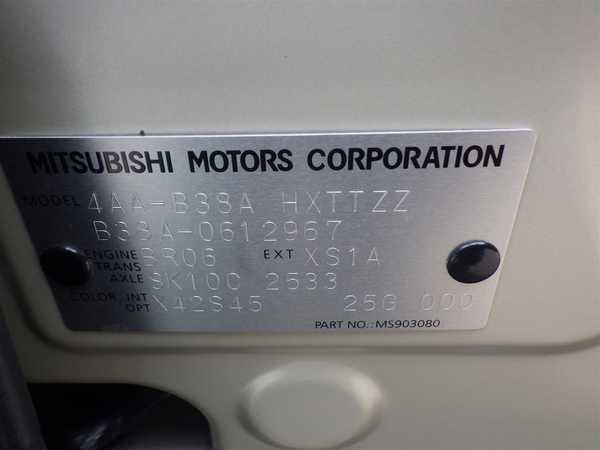 MITSUBISHI MOTORS CORPORATION
MODEL 4AA-B38A HXTTZZ
B38A-0612967
ENGINE BR06 EXT XS1A
TRANS AXLE SK10C 2533
COLOR, INT OPT X42S45 25G 000
PART NO.: MS903080